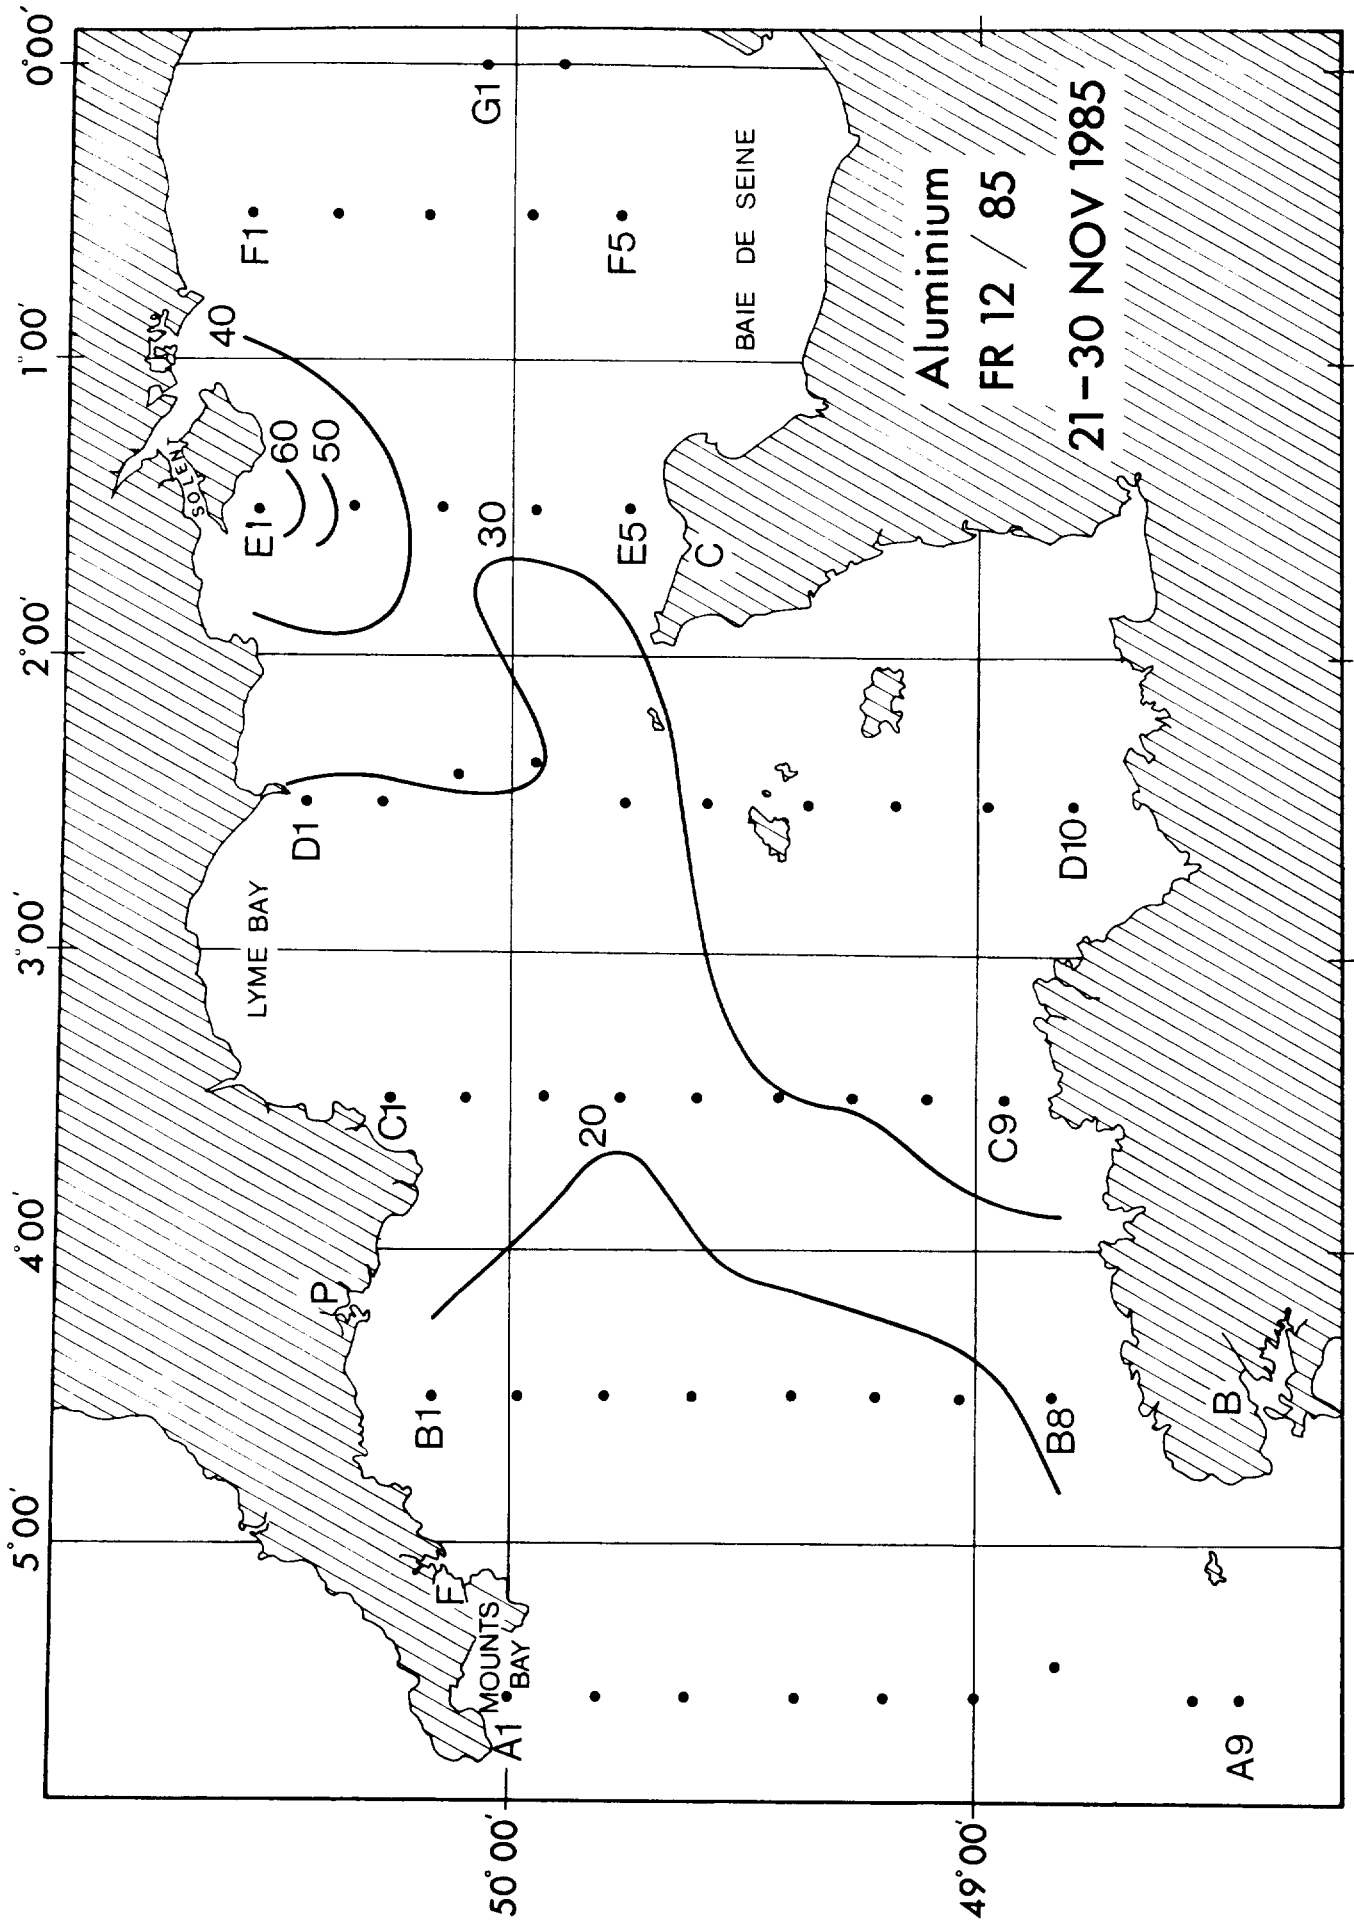 5°00'
4°00'
3°00'
2°00'
1°00'
0°00'
50°00'
49°00'
SOLENT
LYME BAY
MOUNTS
BAY
BAIE DE SEINE
P
F
C
B
A1
A9
B1
B8
C1
C9
D1
D10
E1
E5
F1
F5
G1
20
30
40
50
60
Aluminium
FR 12 / 85
21-30 NOV 1985